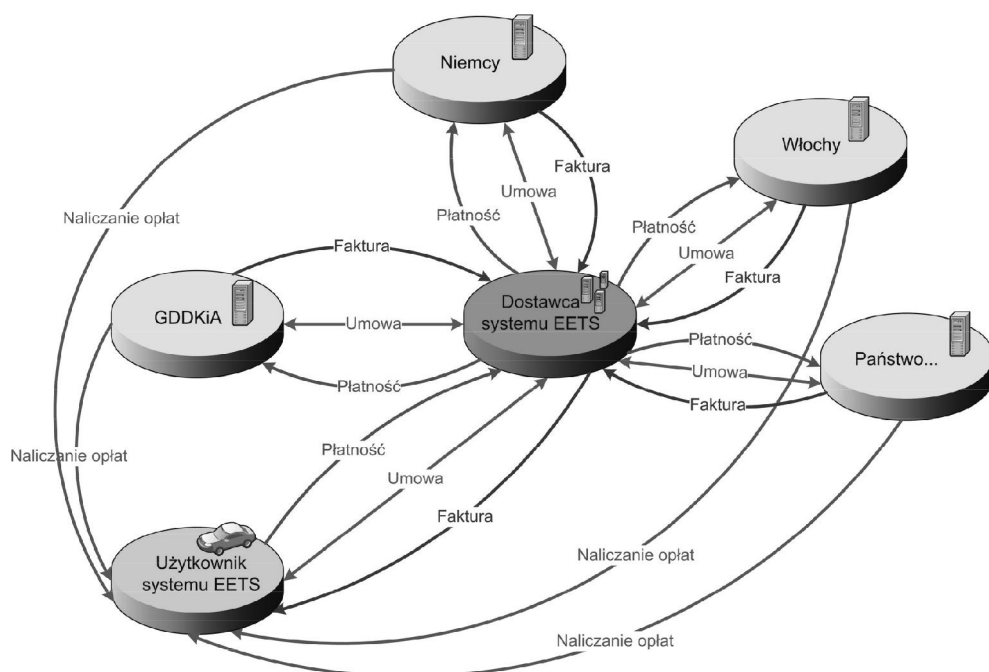 Niemcy
Włochy
Faktura
Umowa
Płatność
Naliczanie opłat
Płatność
Umowa
Faktura
Faktura
GDDKiA
Umowa
Dostawca
systemu EETS
Płatność
Płatność
Umowa
Faktura
Państwo...
Płatność
Umowa
Faktura
Naliczanie opłat
Użytkownik
systemu EETS
Naliczanie opłat
Naliczanie opłat